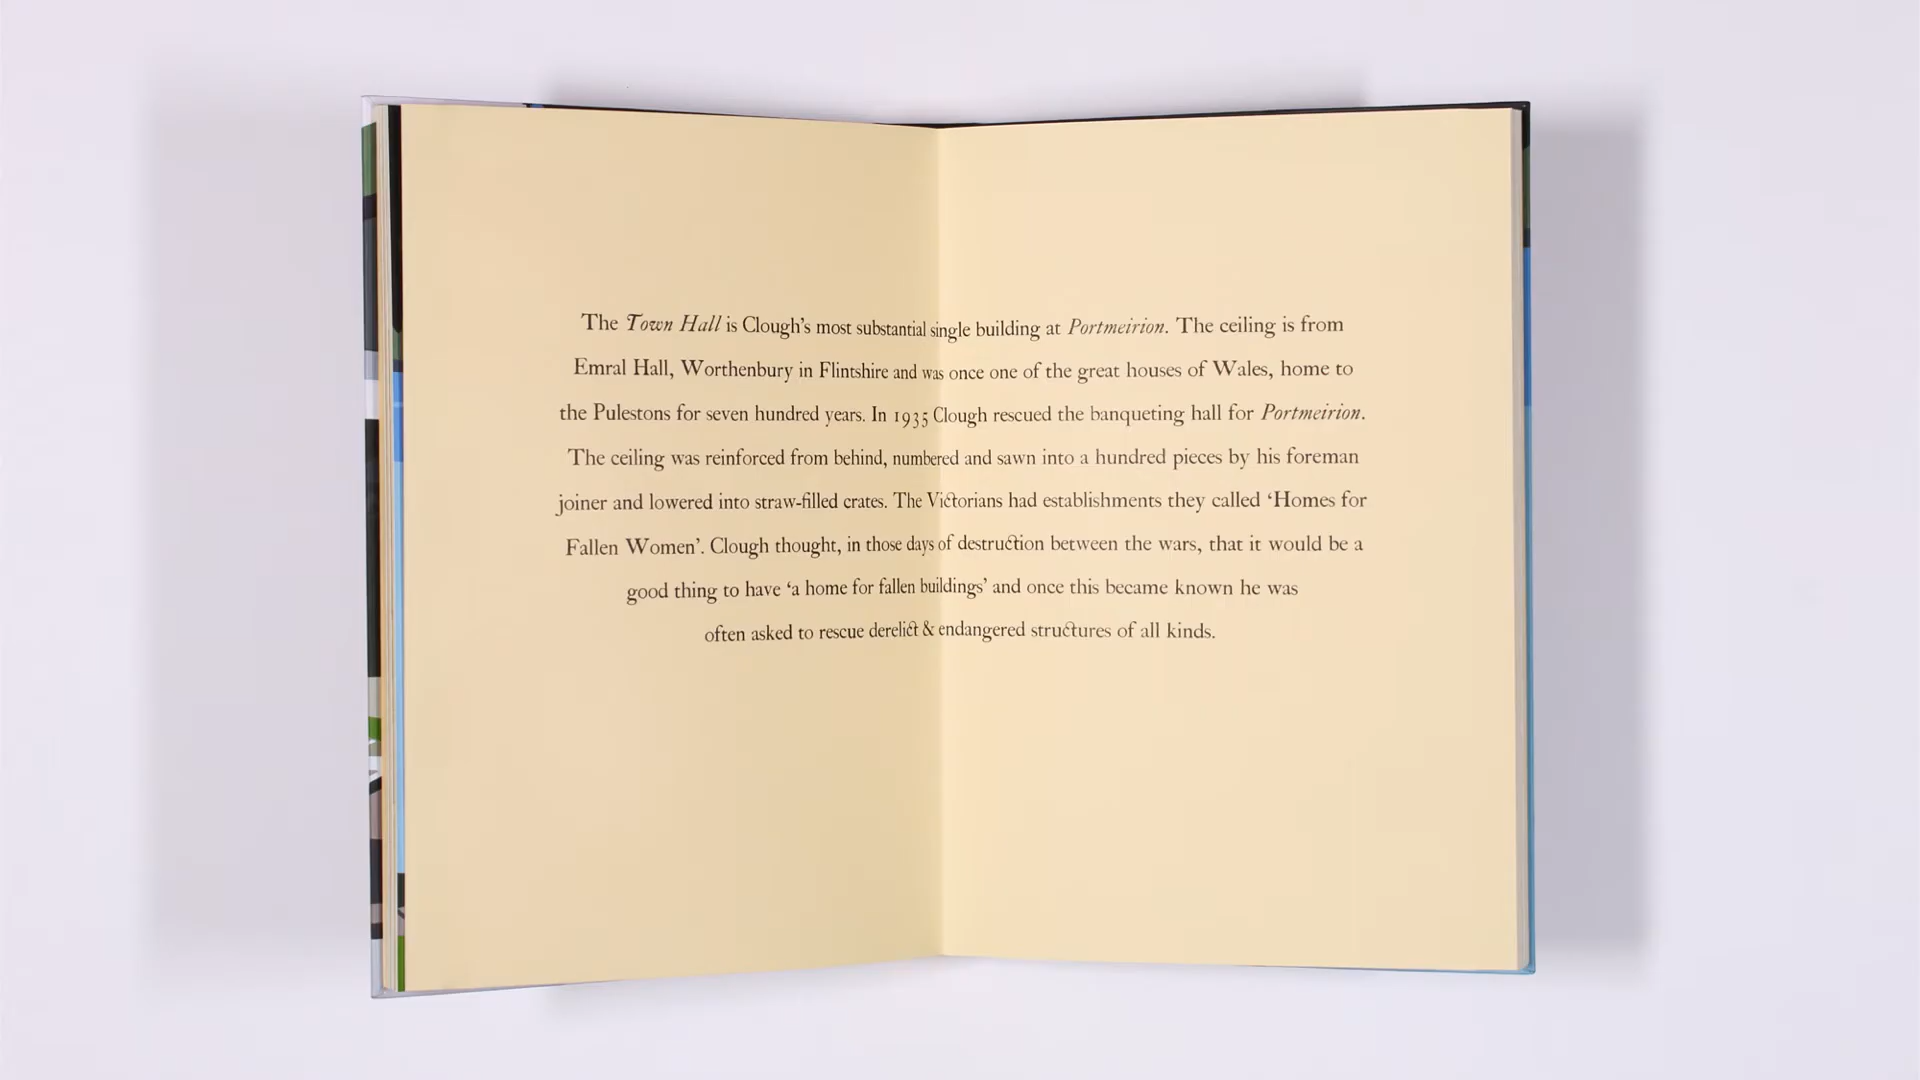 The Town Hall is Clough’s most substantial single building at Portmeirion. The ceiling is from
Emral Hall, Worthenbury in Flintshire and was once one of the great houses of Wales, home to
the Pulestons for seven hundred years. In 1935 Clough rescued the banqueting hall for Portmeirion.
The ceiling was reinforced from behind, numbered and sawn into a hundred pieces by his foreman
joiner and lowered into straw-filled crates. The Victorians had establishments they called ‘Homes for
Fallen Women’. Clough thought, in those days of destruction between the wars, that it would be a
good thing to have ‘a home for fallen buildings’ and once this became known he was
often asked to rescue derelict & endangered structures of all kinds.